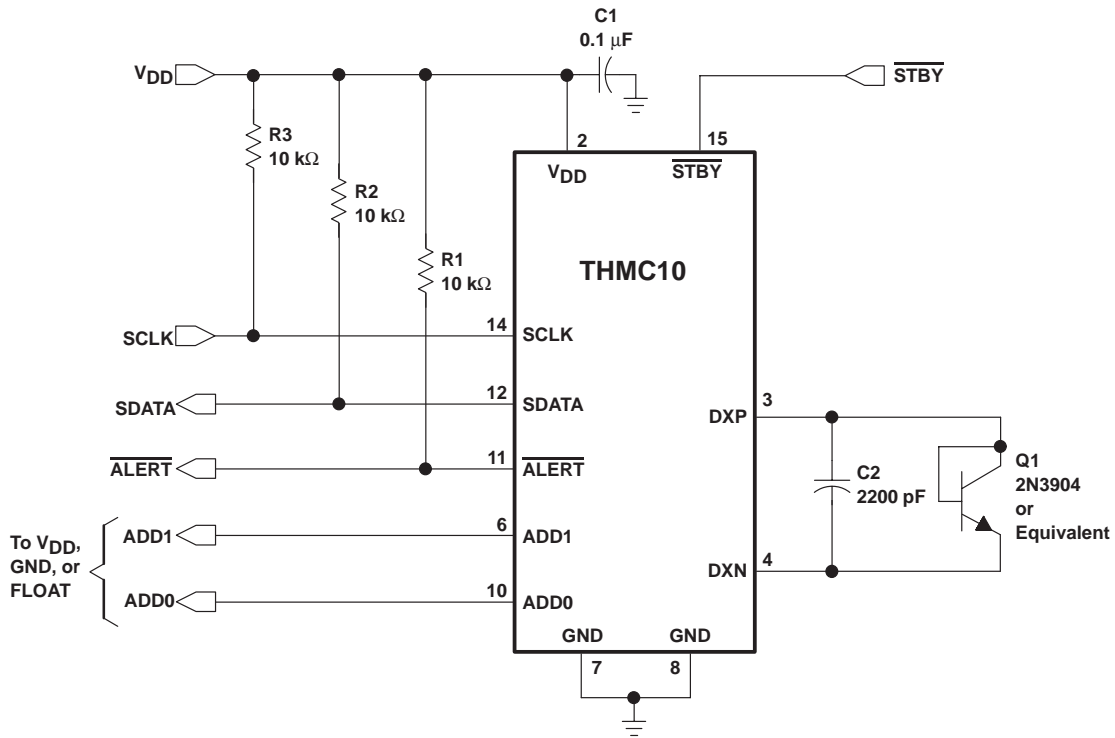 C1
0.1 μF
VDD
STBY
R3
10 kΩ
2
15
VDD
STBY
R2
10 kΩ
THMC10
R1
10 kΩ
14
SCLK
SCLK
12
SDATA
SDATA
3
DXP
11
ALERT
ALERT
C2
2200 pF
Q1
2N3904
or
Equivalent
6
To VDD,
GND, or
FLOAT
ADD1
ADD1
4
DXN
10
ADD0
ADD0
GND
GND
7
8